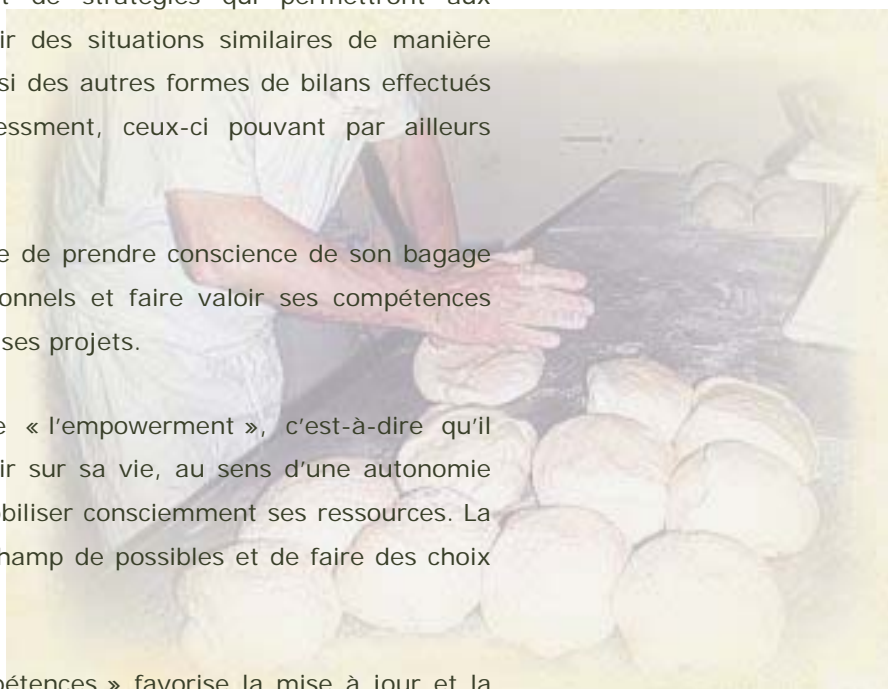 t de stratégies qui permettront aux
ir des situations similaires de manière
si des autres formes de bilans effectués
essment, ceux-ci pouvant par ailleurs
e de prendre conscience de son bagage
onnels et faire valoir ses compétences
ses projets.
e « l'empowerment », c'est-à-dire qu'il
ir sur sa vie, au sens d'une autonomie
obiliser consciemment ses ressources. La
hamp de possibles et de faire des choix
pétences » favorise la mise à jour et la